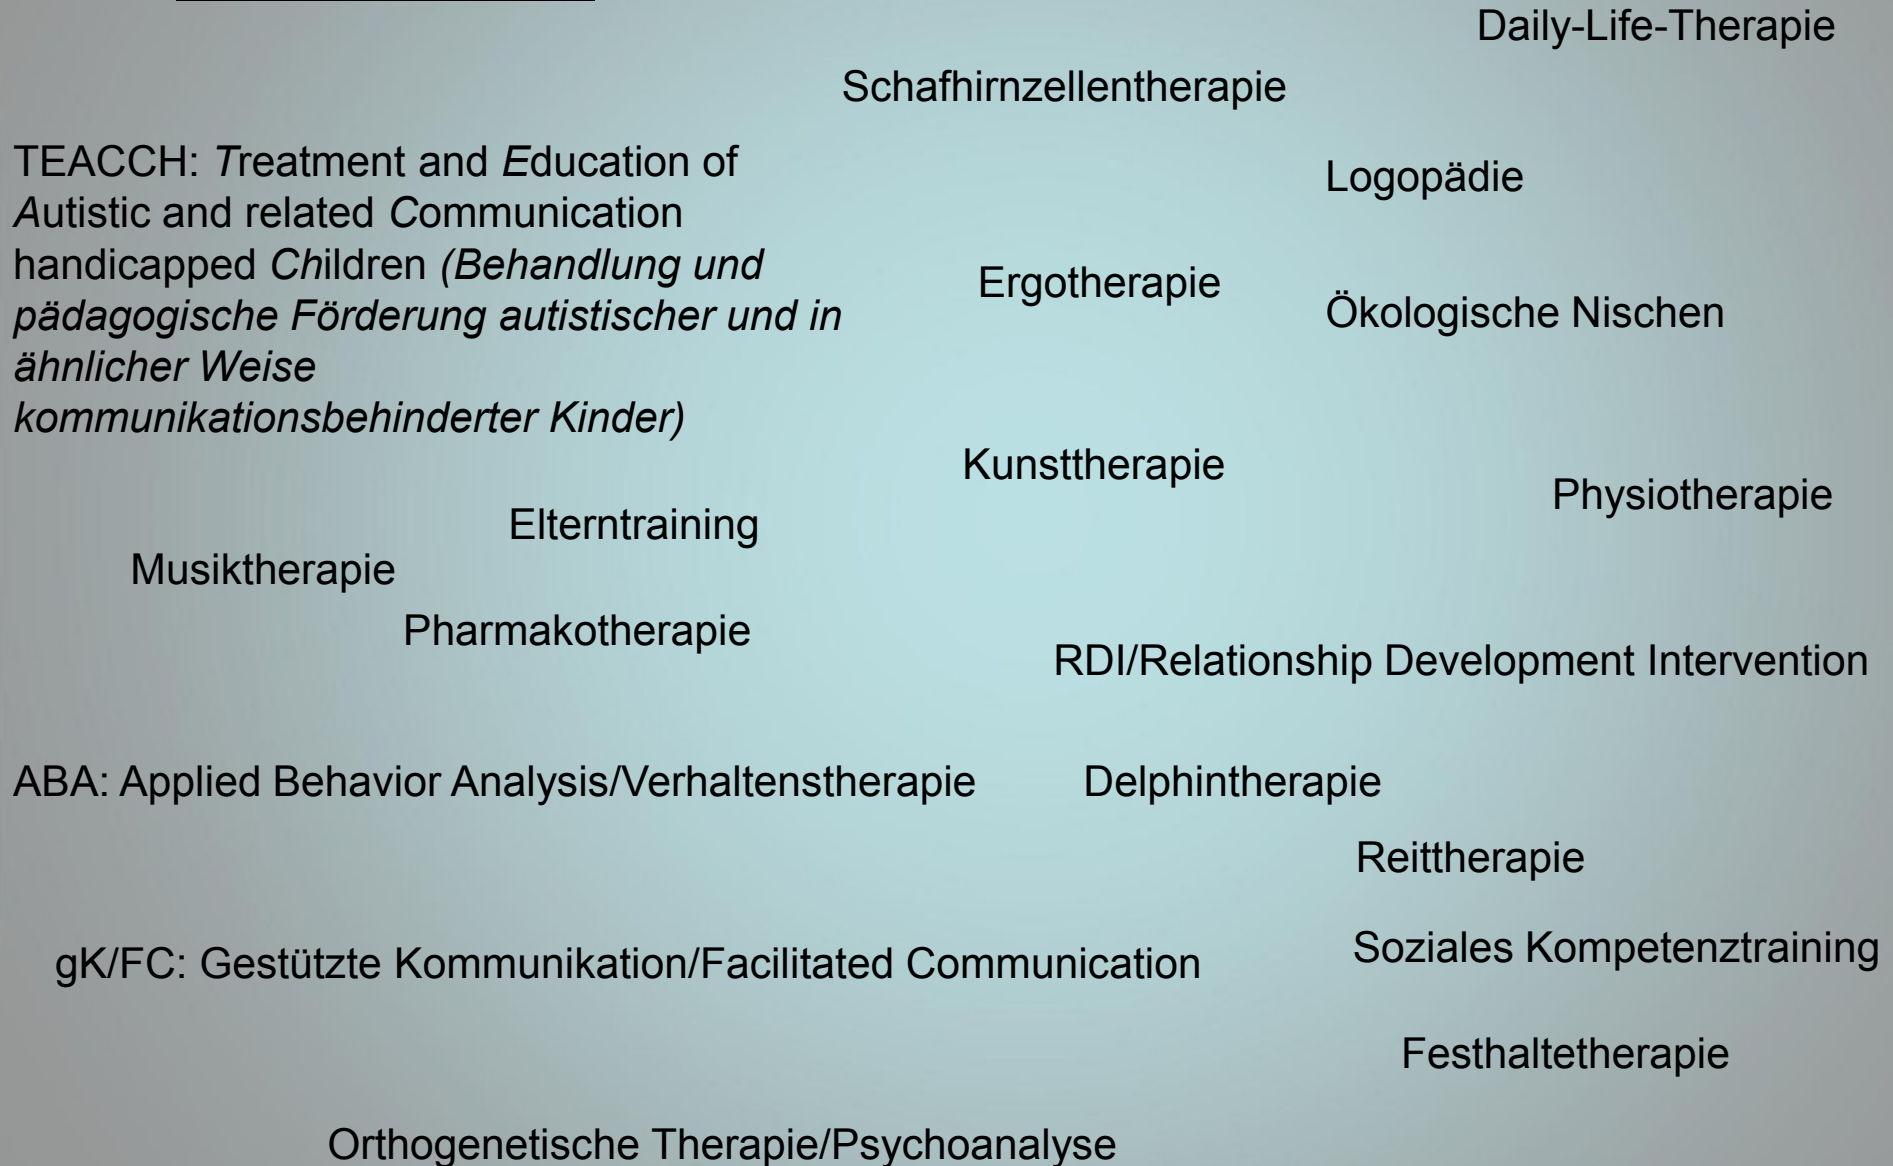 Daily-Life-Therapie
Schafhirnzellentherapie
TEACCH: Treatment and Education of
Autistic and related Communication
handicapped Children (Behandlung und
pädagogische Förderung autistischer und in
ähnlicher Weise
kommunikationsbehinderter Kinder)
Logopädie
Ergotherapie
Ökologische Nischen
Kunsttherapie
Physiotherapie
Elterntraining
Musiktherapie
Pharmakotherapie
RDI/Relationship Development Intervention
ABA: Applied Behavior Analysis/Verhaltenstherapie
Delphintherapie
Reittherapie
gK/FC: Gestützte Kommunikation/Facilitated Communication
Soziales Kompetenztraining
Festhaltetherapie
Orthogenetische Therapie/Psychoanalyse